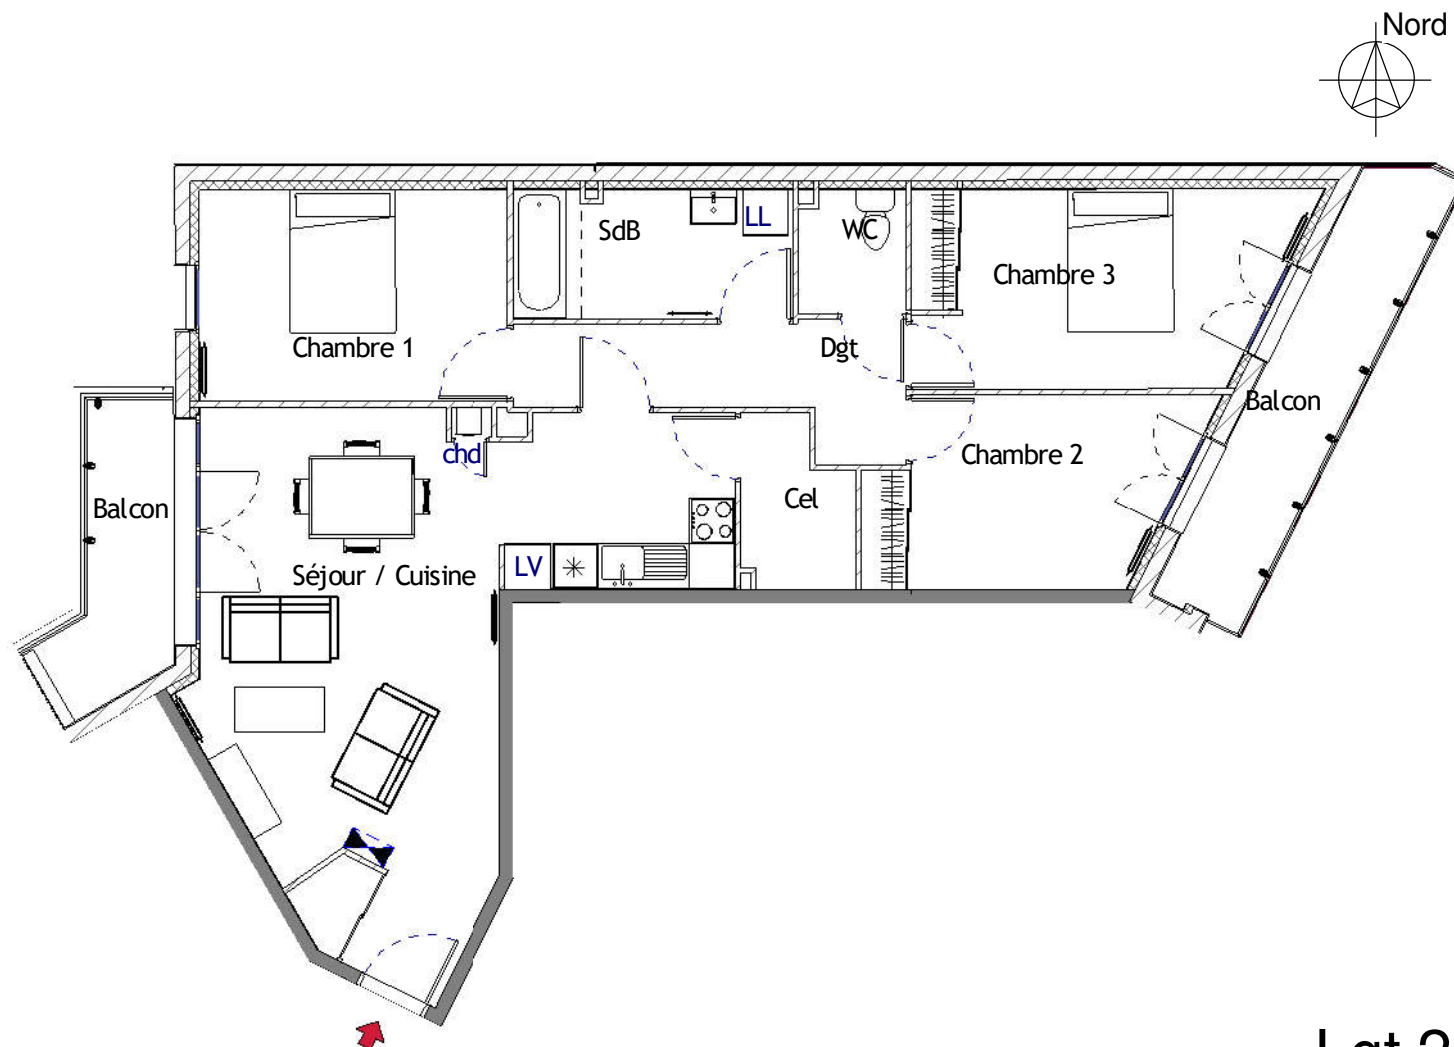 Nord
SdB
LL
WC
Chambre 3
Chambre 1
Dgt
Balcon
chd
Chambre 2
Balcon
Cel
LV
Séjour / Cuisine